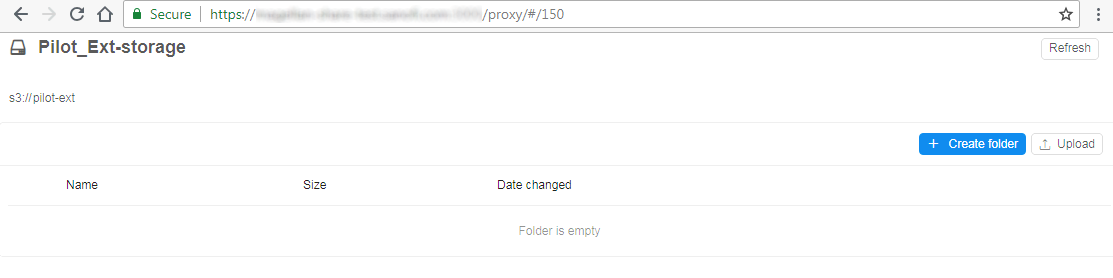 Secure https:// /proxy/#/150
Pilot_Ext-storage
Refresh
s3://pilot-ext
+ Create folder Upload
Name Size Date changed
Folder is empty